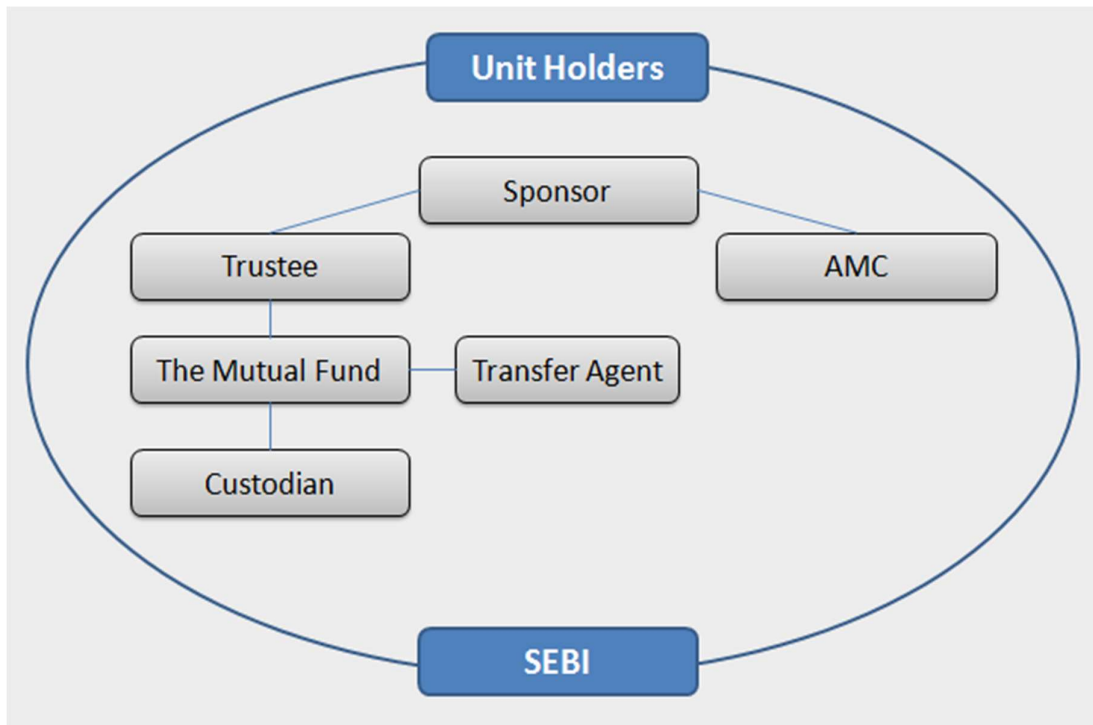 Unit Holders
Sponsor
Trustee
AMC
The Mutual Fund
Transfer Agent
Custodian
SEBI